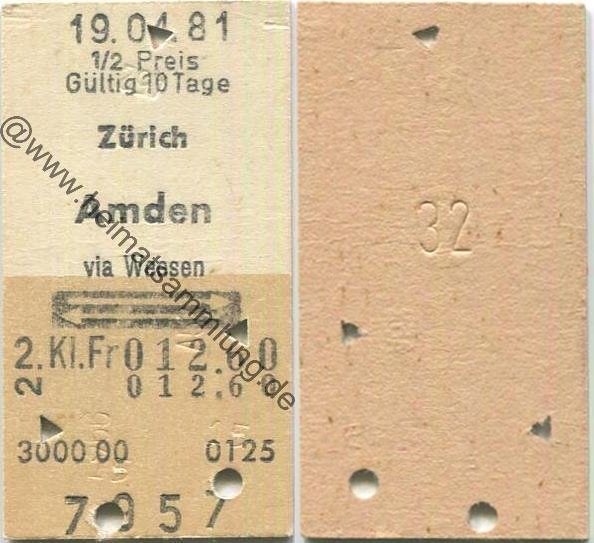 19.04.81
1/2 Preis
Gültig 10 Tage
Zürich
Amden
via Weesen
2.Kl.Fr 012.60
2 012.60
3000 00 0125
7957
32
@www.heimatsammlung.de